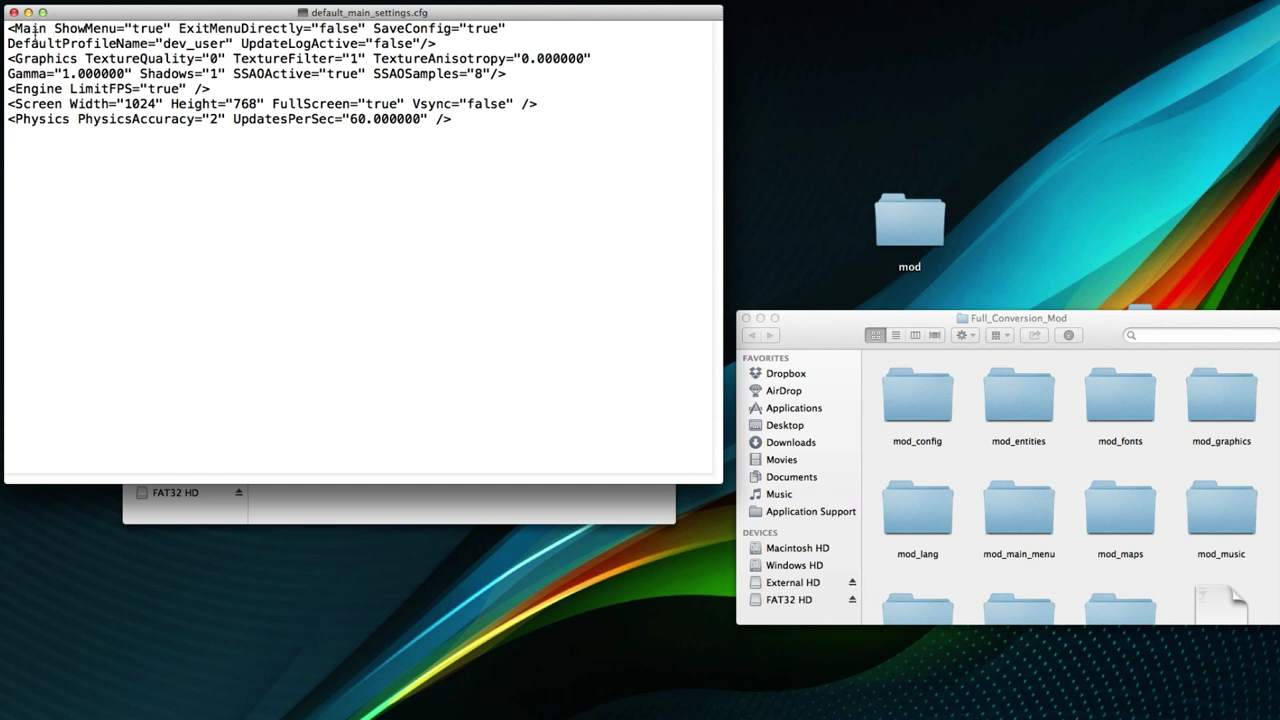 default_main_settings.cfg
<Main ShowMenu="true" ExitMenuDirectly="false" SaveConfig="true"
DefaultProfileName="dev_user" UpdateLogActive="false"/>
<Graphics TextureQuality="0" TextureFilter="1" TextureAnisotropy="0.000000"
Gamma="1.000000" Shadows="1" SSAOActive="true" SSAOSamples="8"/>
<Engine LimitFPS="true" />
<Screen Width="1024" Height="768" FullScreen="true" Vsync="false" />
<Physics PhysicsAccuracy="2" UpdatesPerSec="60.000000" />
FAT32 HD
mod
Full_Conversion_Mod
FAVORITES
Dropbox
AirDrop
Applications
Desktop
Downloads
Movies
Documents
Music
Application Support
DEVICES
Macintosh HD
Windows HD
External HD
FAT32 HD
mod_config mod_entities mod_fonts mod_graphics
mod_lang mod_main_menu mod_maps mod_music